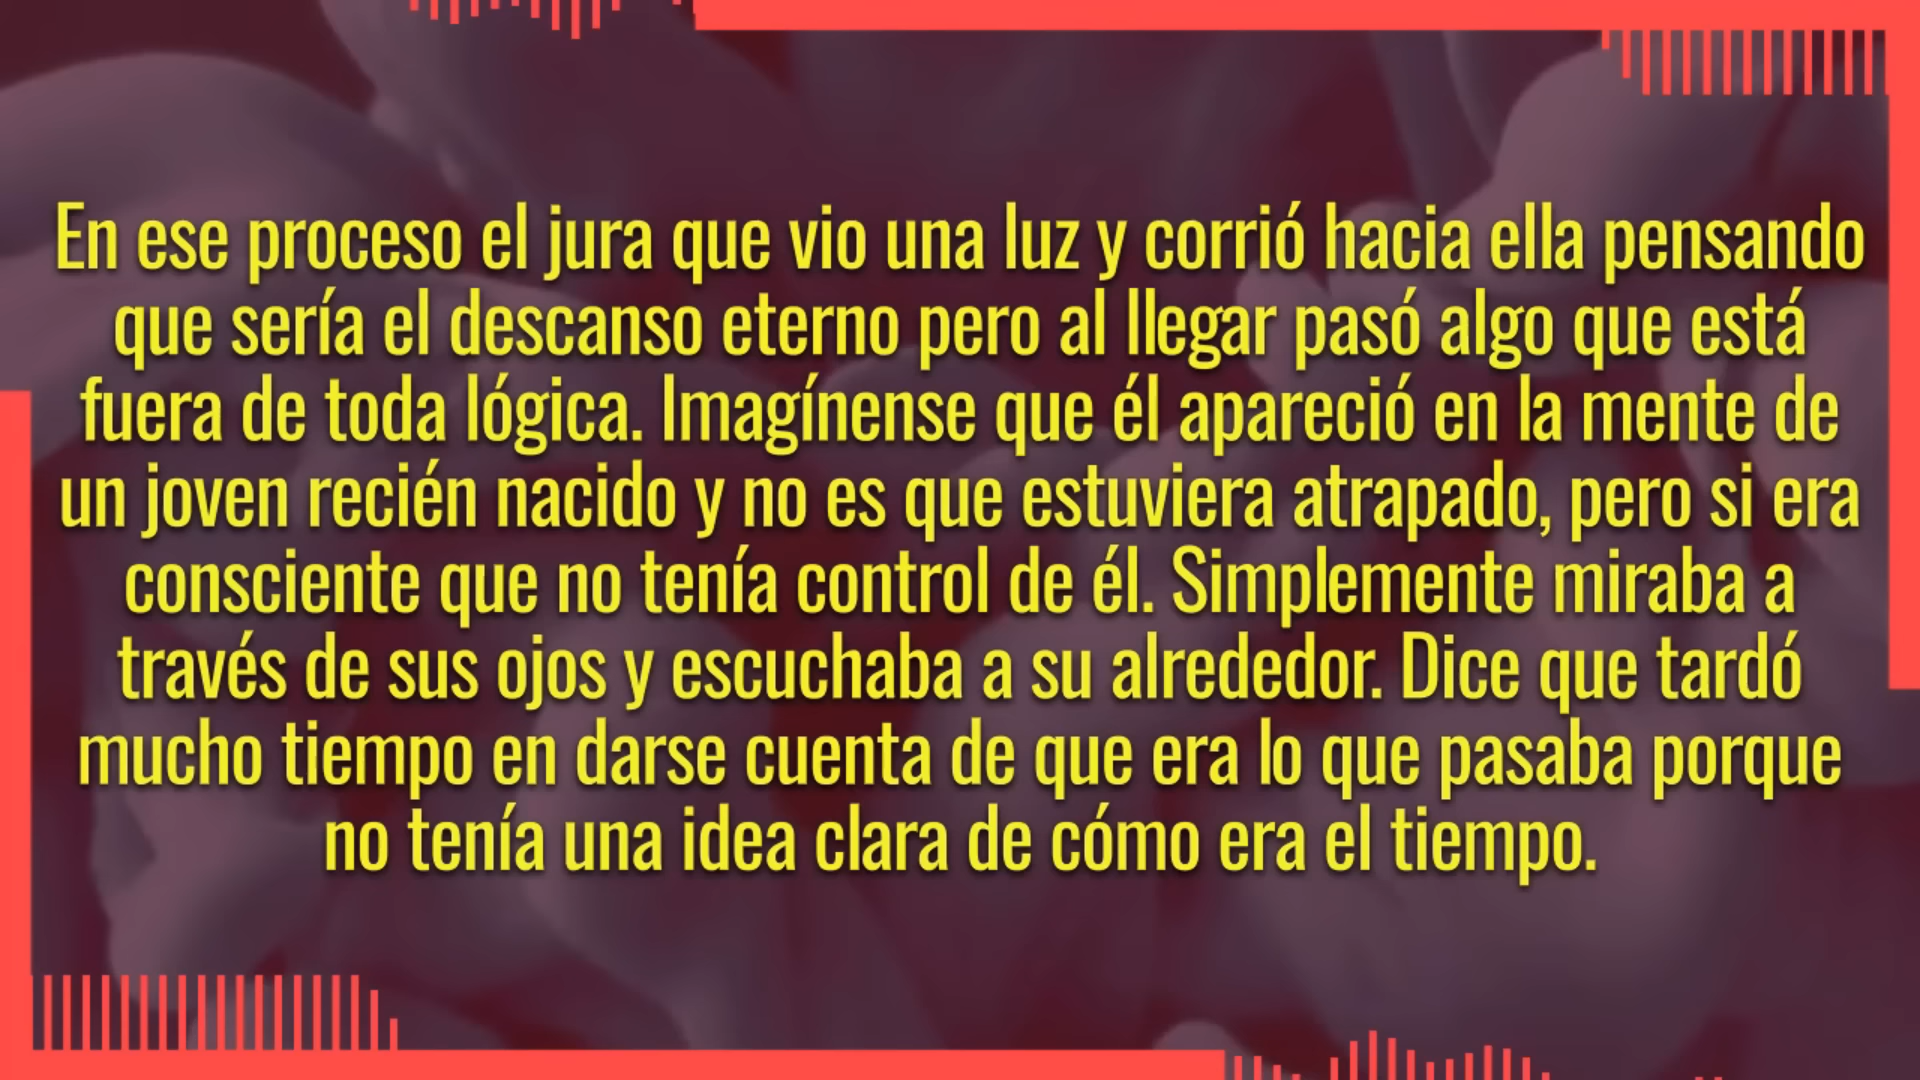 En ese proceso el jura que vio una luz y corrió hacia ella pensando
que sería el descanso eterno pero al llegar pasó algo que está
fuera de toda lógica. Imagínense que él apareció en la mente de
un joven recién nacido y no es que estuviera atrapado, pero si era
consciente que no tenía control de él. Simplemente miraba a
través de sus ojos y escuchaba a su alrededor. Dice que tardó
mucho tiempo en darse cuenta de que era lo que pasaba porque
no tenía una idea clara de cómo era el tiempo.